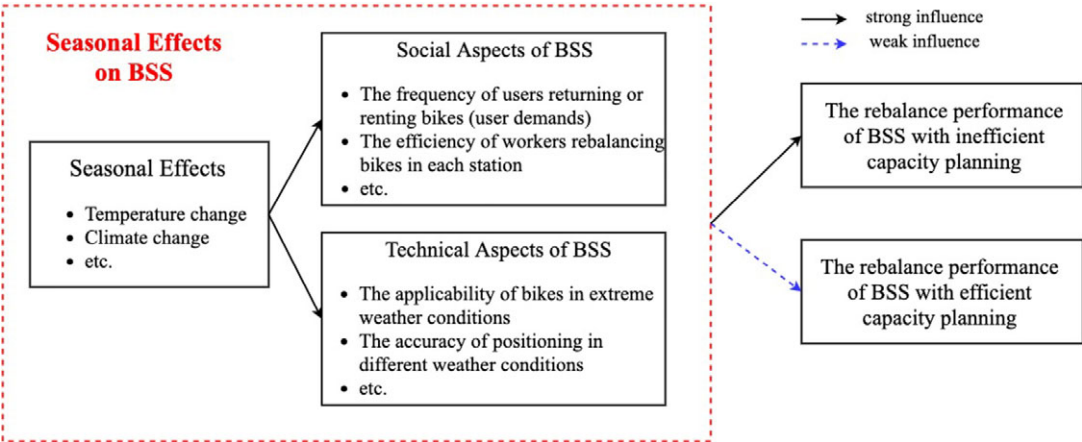 Seasonal Effects
on BSS
Seasonal Effects
• Temperature change
• Climate change
• etc.
Social Aspects of BSS
• The frequency of users returning or
renting bikes (user demands)
• The efficiency of workers rebalancing
bikes in each station
• etc.
Technical Aspects of BSS
• The applicability of bikes in extreme
weather conditions
• The accuracy of positioning in
different weather conditions
• etc.
strong influence
weak influence
The rebalance performance
of BSS with inefficient
capacity planning
The rebalance performance
of BSS with efficient
capacity planning